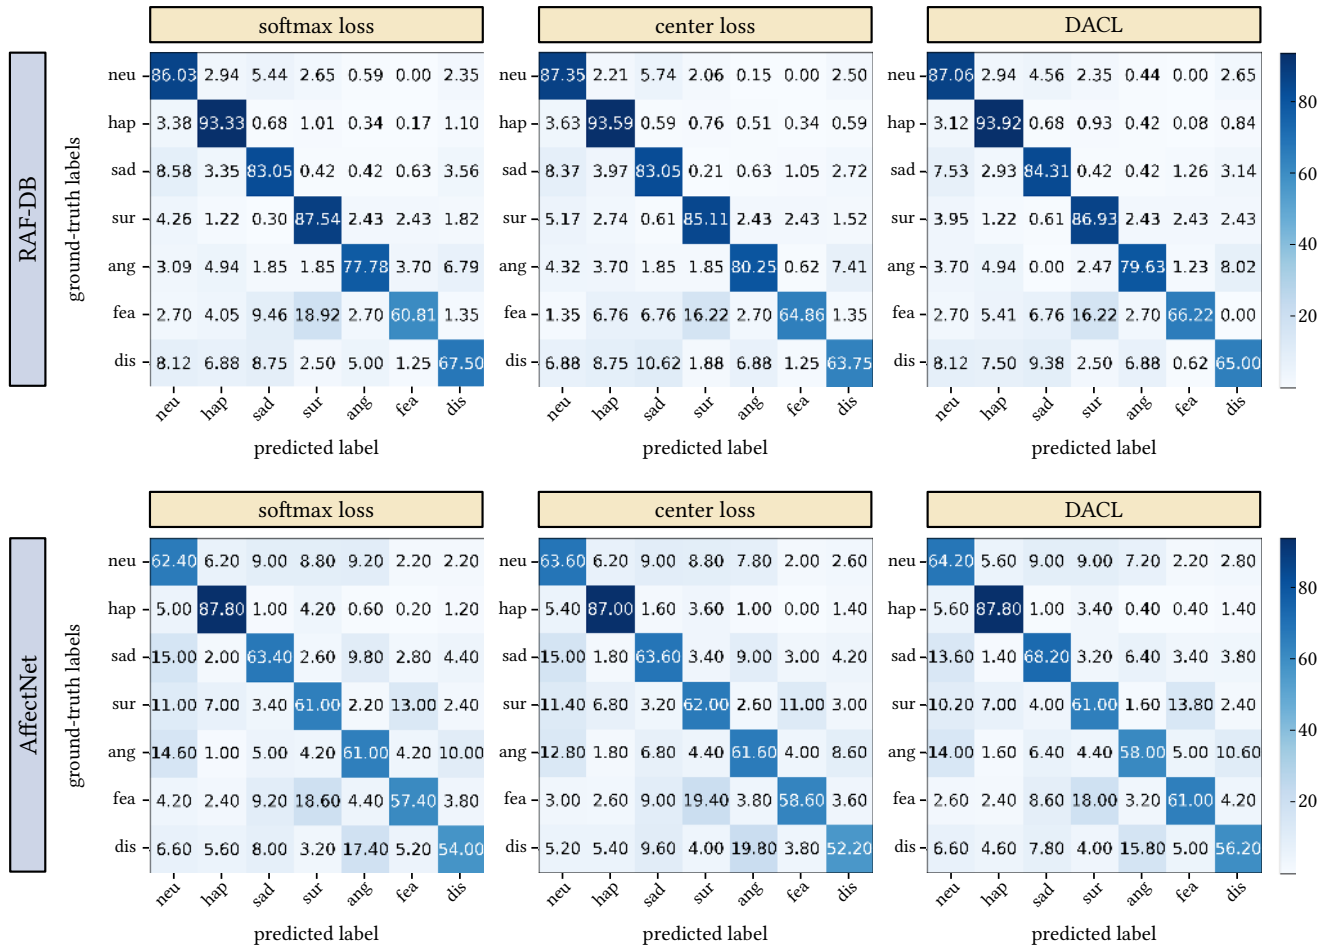 softmax loss center loss DACL
RAF-DB
ground-truth labels
neu 86.03 2.94 5.44 2.65 0.59 0.00 2.35 neu 87.35 2.21 5.74 2.06 0.15 0.00 2.50 neu 87.06 2.94 4.56 2.35 0.44 0.00 2.65
hap 3.38 93.33 0.68 1.01 0.34 0.17 1.10 hap 3.63 93.59 0.59 0.76 0.51 0.34 0.59 hap 3.12 93.92 0.68 0.93 0.42 0.08 0.84 80
sad 8.58 3.35 83.05 0.42 0.42 0.63 3.56 sad 8.37 3.97 83.05 0.21 0.63 1.05 2.72 sad 7.53 2.93 84.31 0.42 0.42 1.26 3.14 60
sur 4.26 1.22 0.30 87.54 2.43 2.43 1.82 sur 5.17 2.74 0.61 85.11 2.43 2.43 1.52 sur 3.95 1.22 0.61 86.93 2.43 2.43 2.43 40
ang 3.09 4.94 1.85 1.85 77.78 3.70 6.79 ang 4.32 3.70 1.85 1.85 80.25 0.62 7.41 ang 3.70 4.94 0.00 2.47 79.63 1.23 8.02
fea 2.70 4.05 9.46 18.92 2.70 60.81 1.35 fea 1.35 6.76 6.76 16.22 2.70 64.86 1.35 fea 2.70 5.41 6.76 16.22 2.70 66.22 0.00 20
dis 8.12 6.88 8.75 2.50 5.00 1.25 67.50 dis 6.88 8.75 10.62 1.88 6.88 1.25 63.75 dis 8.12 7.50 9.38 2.50 6.88 0.62 65.00
neu hap sad sur ang fea dis neu hap sad sur ang fea dis neu hap sad sur ang fea dis
predicted label predicted label predicted label
softmax loss center loss DACL
AffectNet
ground-truth labels
neu 62.40 6.20 9.00 8.80 9.20 2.20 2.20 neu 63.60 6.20 9.00 8.80 7.80 2.00 2.60 neu 64.20 5.60 9.00 9.00 7.20 2.20 2.80
hap 5.00 87.80 1.00 4.20 0.60 0.20 1.20 hap 5.40 87.00 1.60 3.60 1.00 0.00 1.40 hap 5.60 87.80 1.00 3.40 0.40 0.40 1.40 80
sad 15.00 2.00 63.40 2.60 9.80 2.80 4.40 sad 15.00 1.80 63.60 3.40 9.00 3.00 4.20 sad 13.60 1.40 68.20 3.20 6.40 3.40 3.80 60
sur 11.00 7.00 3.40 61.00 2.20 13.00 2.40 sur 11.40 6.80 3.20 62.00 2.60 11.00 3.00 sur 10.20 7.00 4.00 61.00 1.60 13.80 2.40 40
ang 14.60 1.00 5.00 4.20 61.00 4.20 10.00 ang 12.80 1.80 6.80 4.40 61.60 4.00 8.60 ang 14.00 1.60 6.40 4.40 58.00 5.00 10.60
fea 4.20 2.40 9.20 18.60 4.40 57.40 3.80 fea 3.00 2.60 9.00 19.40 3.80 58.60 3.60 fea 2.60 2.40 8.60 18.00 3.20 61.00 4.20 20
dis 6.60 5.60 8.00 3.20 17.40 5.20 54.00 dis 5.20 5.40 9.60 4.00 19.80 3.80 52.20 dis 6.60 4.60 7.80 4.00 15.80 5.00 56.20
neu hap sad sur ang fea dis neu hap sad sur ang fea dis neu hap sad sur ang fea dis
predicted label predicted label predicted label